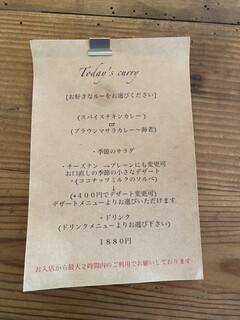 Today's curry
[お好きなルーをお選びください]
(スパイスチキンカレー)
or
(ブラウンマサラカレー〜海老)
・季節のサラダ
・チーズナン →プレーンにも変更可
お口直しの季節の小さなデザート
・(ココナッツミルクのソルベ)
↓
(+400円でデザート変更可)
デザートメニューよりお選びいただけます
・ドリンク
(ドリンクメニューよりお選び下さい)
1880円
お入店から最大2時間内のご利用でお願いしております